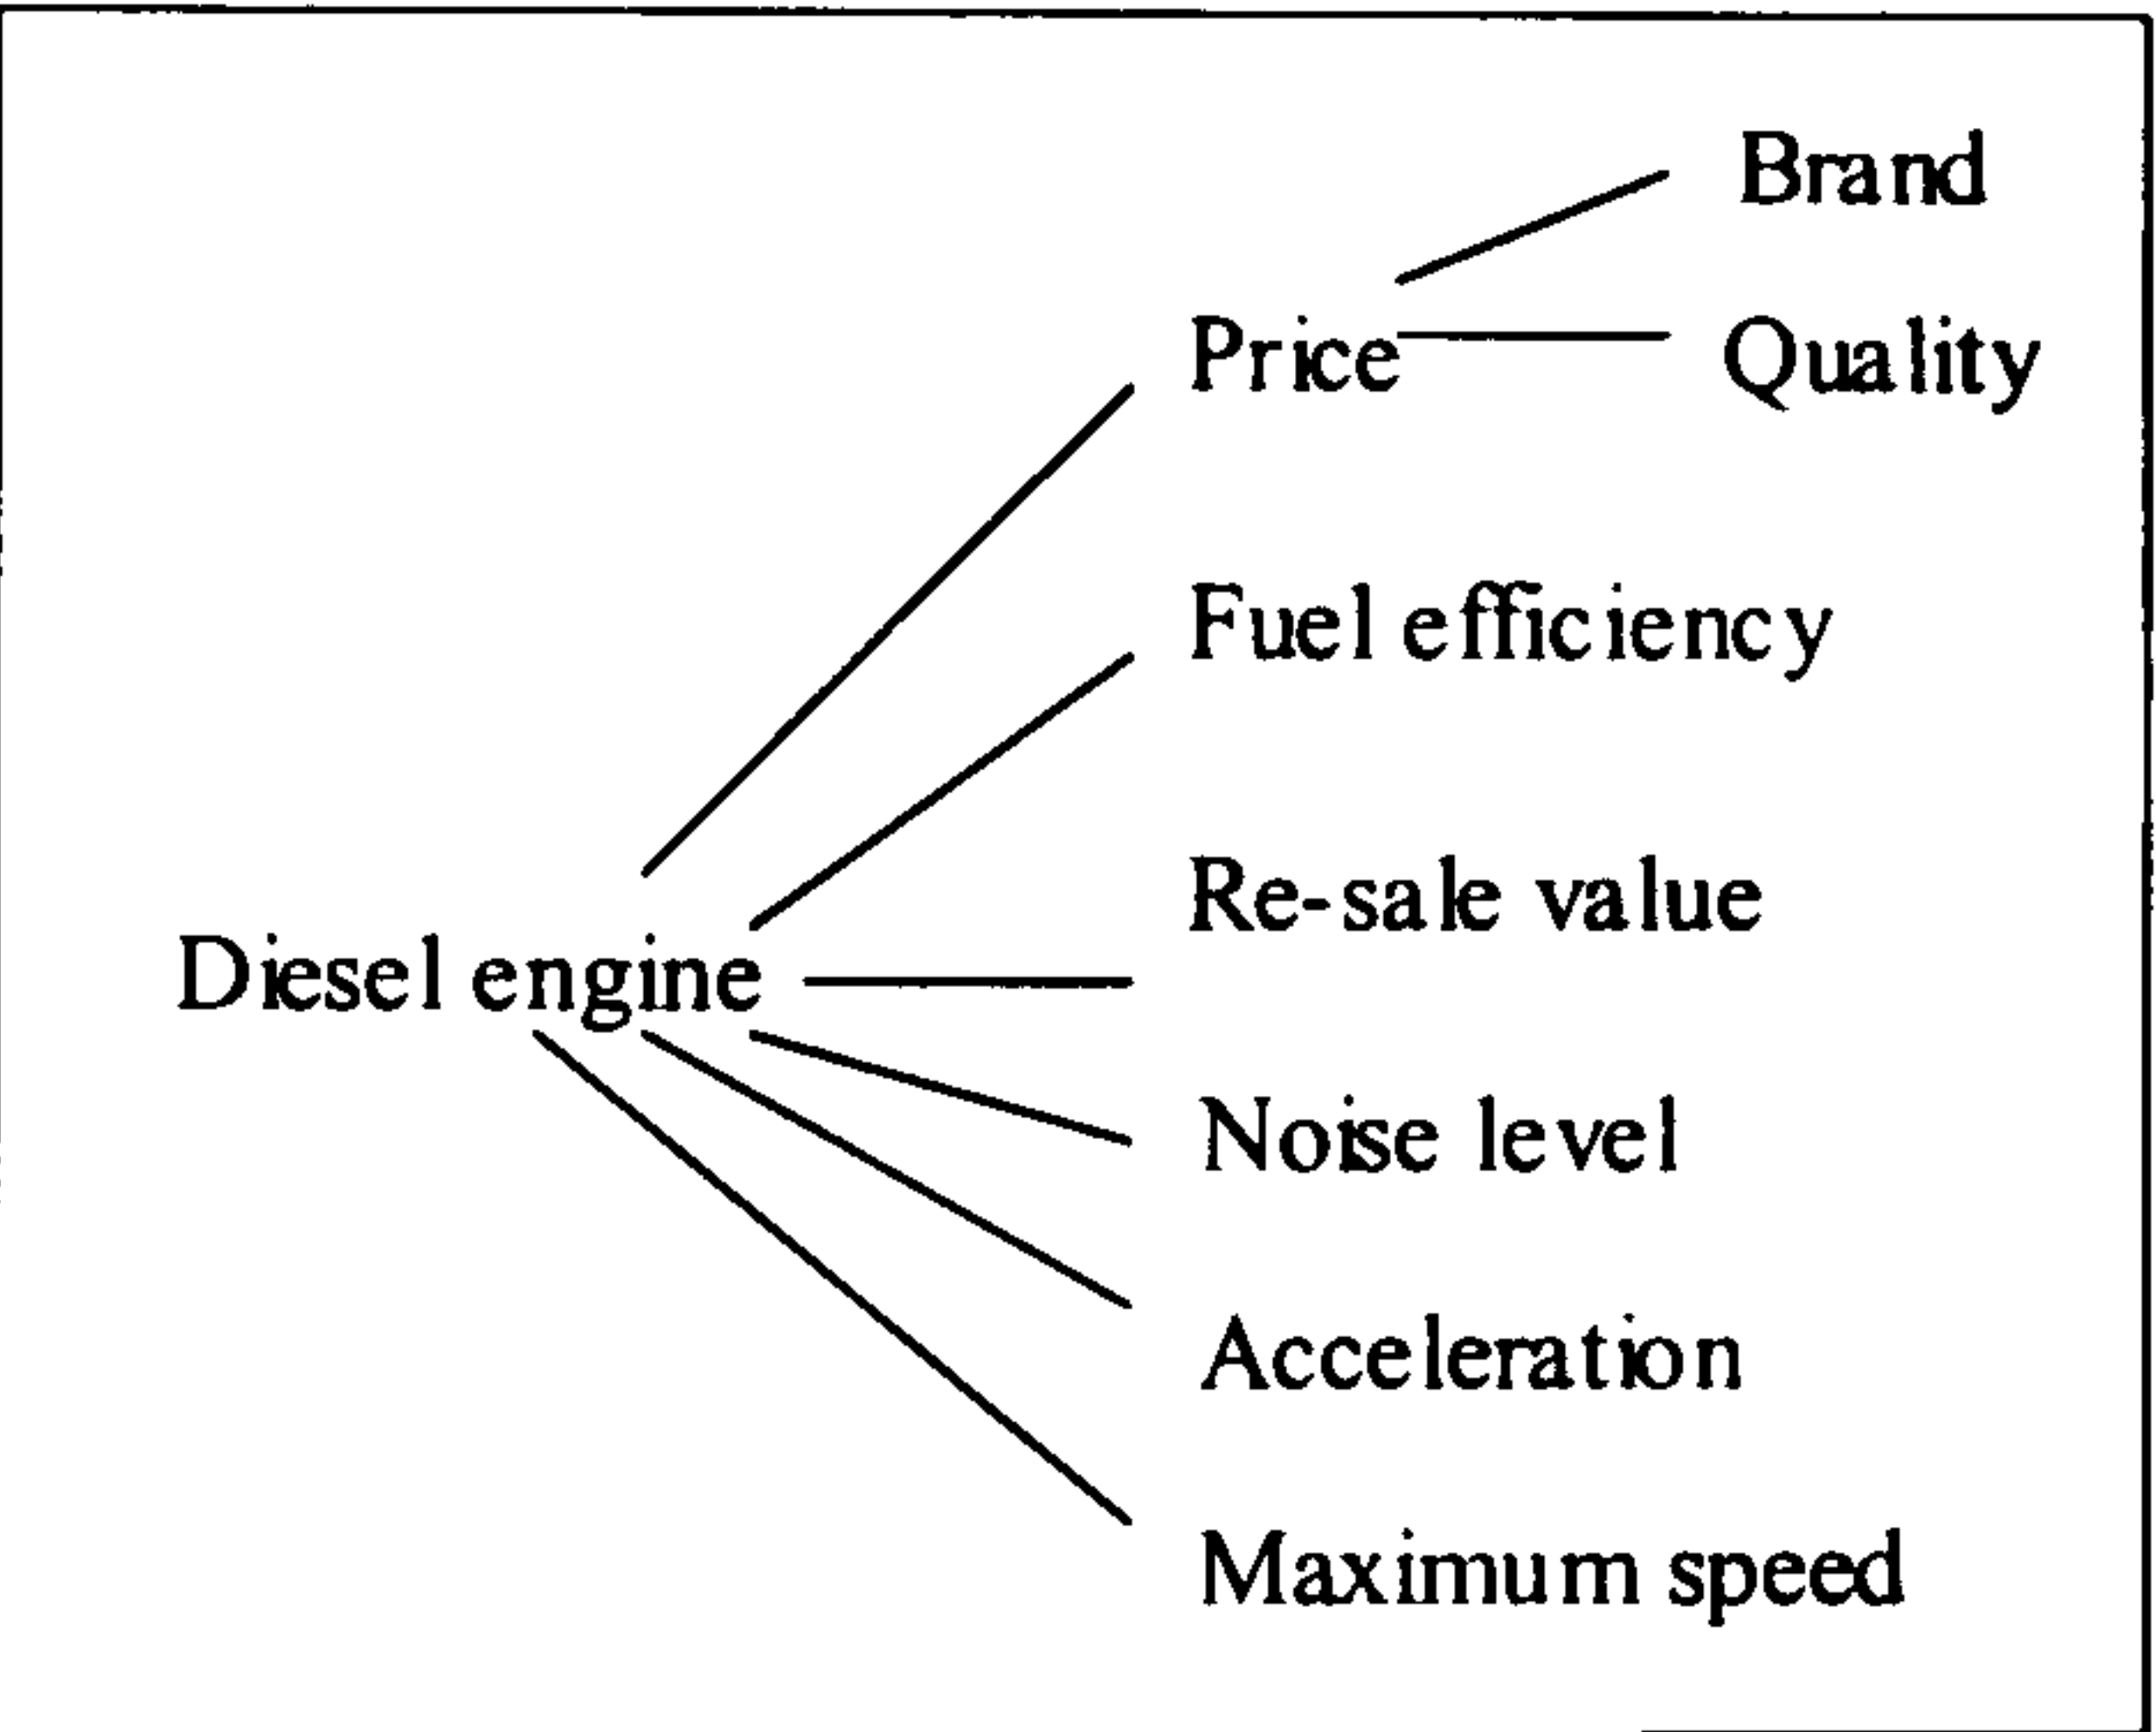 Brand
Price
Quality
Fuel efficiency
Re-sale value
Diesel engine
Noise level
Acceleration
Maximum speed